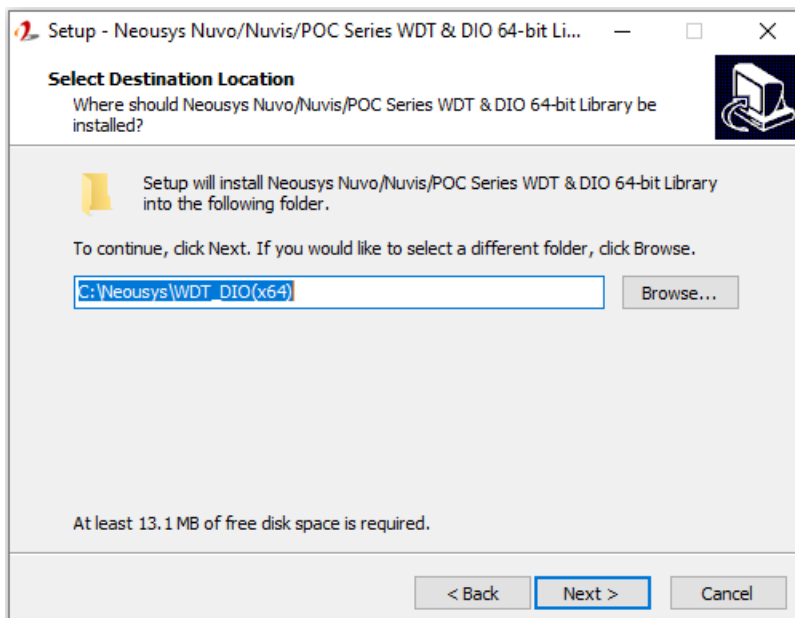 Setup - Neousys Nuvo/Nuvis/POC Series WDT & DIO 64-bit Li...
Select Destination Location
Where should Neousys Nuvo/Nuvis/POC Series WDT & DIO 64-bit Library be
installed?
Setup will install Neousys Nuvo/Nuvis/POC Series WDT & DIO 64-bit Library
into the following folder.
To continue, click Next. If you would like to select a different folder, click Browse.
C:\Neousys\WDT_DIO(x64)
Browse...
At least 13.1 MB of free disk space is required.
< Back
Next >
Cancel